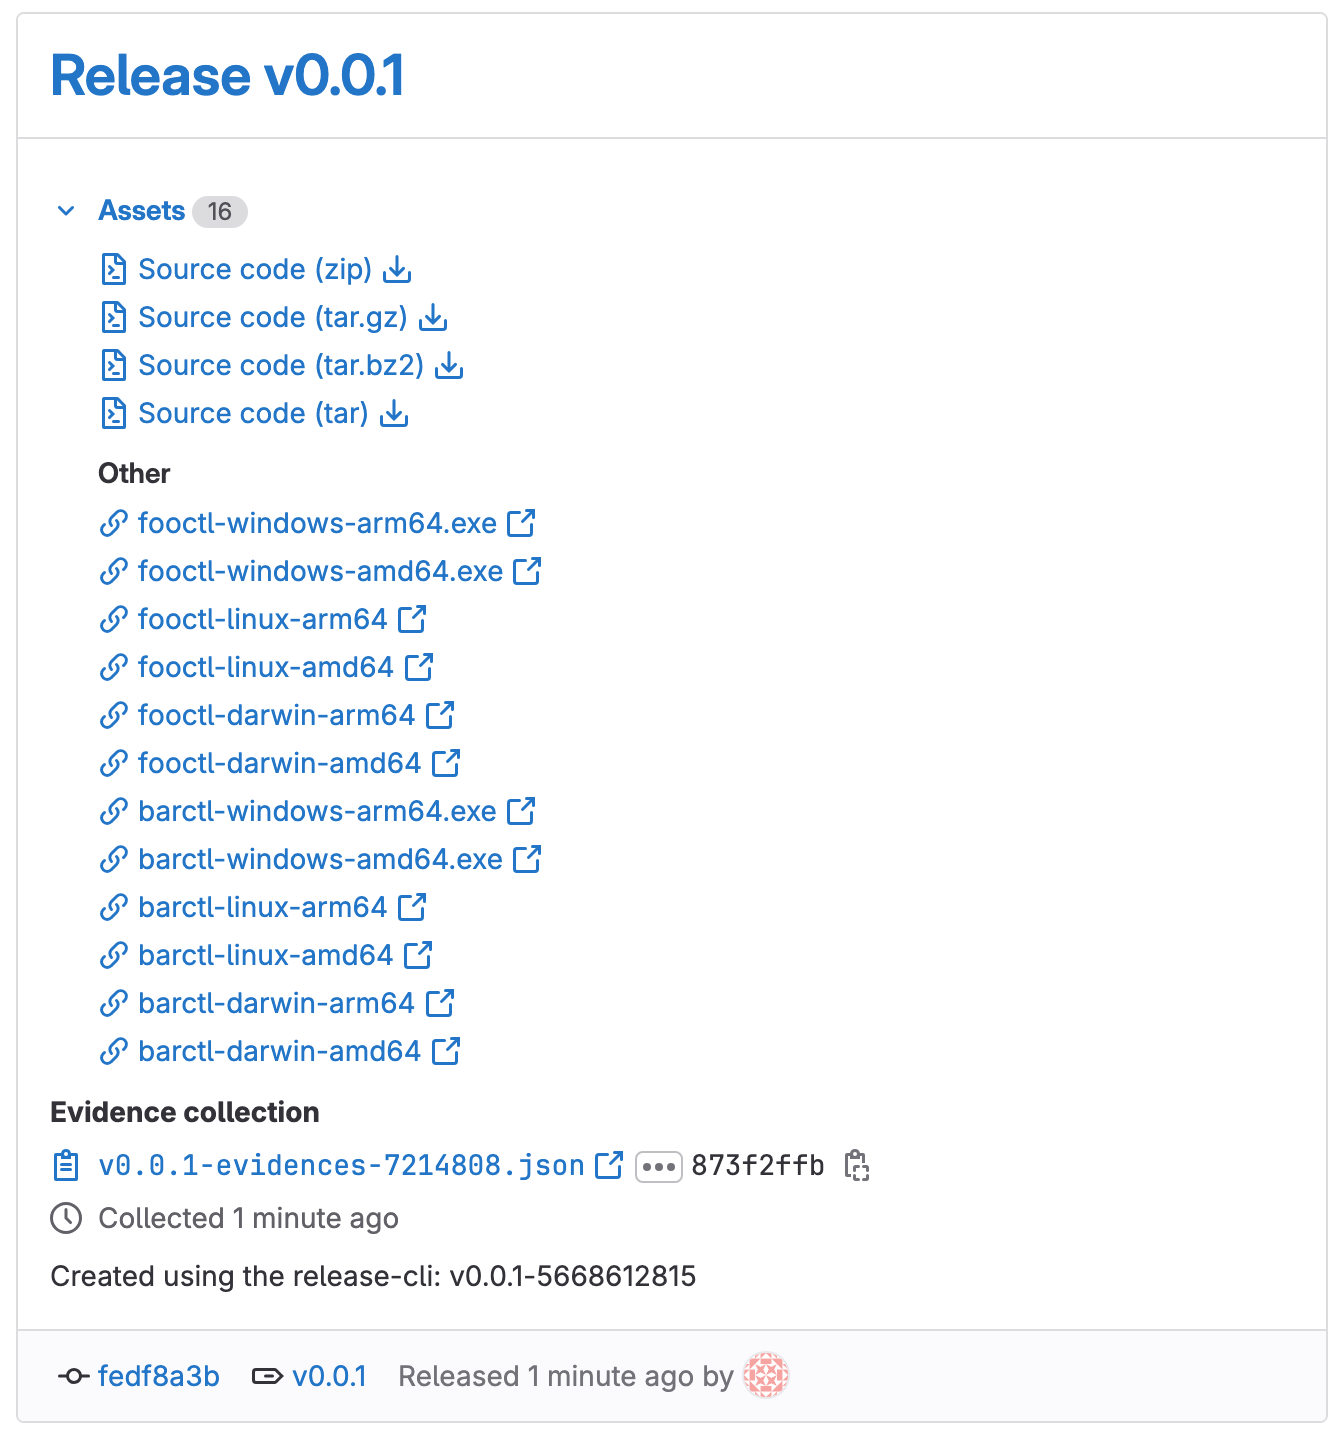 Release v0.0.1
Assets 16
Source code (zip)
Source code (tar.gz)
Source code (tar.bz2)
Source code (tar)
Other
fooctl-windows-arm64.exe
fooctl-windows-amd64.exe
fooctl-linux-arm64
fooctl-linux-amd64
fooctl-darwin-arm64
fooctl-darwin-amd64
barctl-windows-arm64.exe
barctl-windows-amd64.exe
barctl-linux-arm64
barctl-linux-amd64
barctl-darwin-arm64
barctl-darwin-amd64
Evidence collection
v0.0.1-evidences-7214808.json 873f2ffb
Collected 1 minute ago
Created using the release-cli: v0.0.1-5668612815
fedf8a3b v0.0.1 Released 1 minute ago by